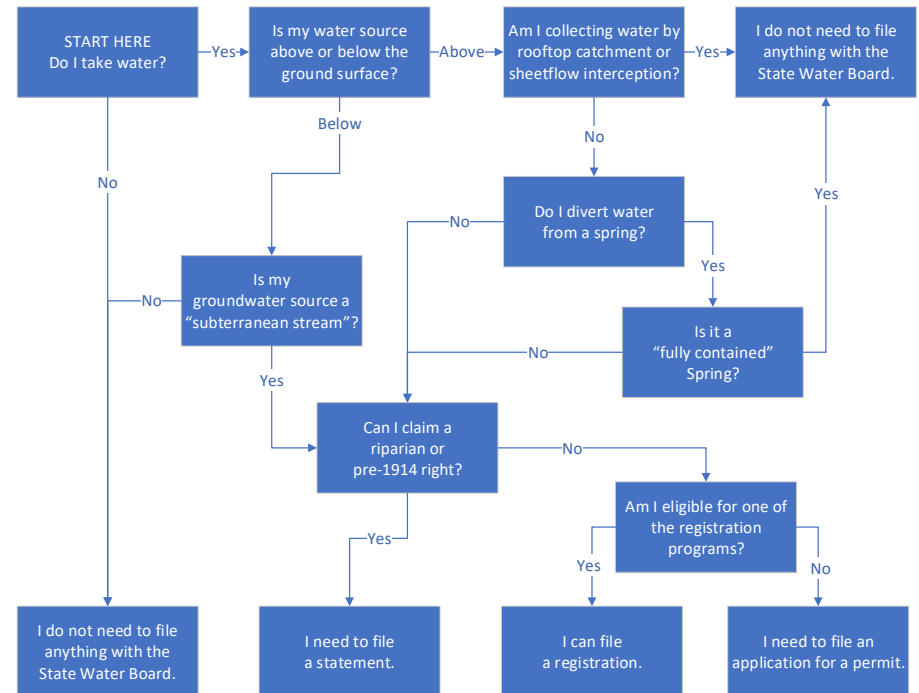 START HERE
Do I take water?
Yes
Is my water source
above or below the
ground surface?
Above
Am I collecting water by
rooftop catchment or
sheetflow interception?
Yes
I do not need to file
anything with the
State Water Board.
Below
No
No
Yes
Do I divert water
from a spring?
No
Yes
Is my
groundwater source a
“subterranean stream”?
No
Is it a
“fully contained”
Spring?
No
Yes
Can I claim a
riparian or
pre-1914 right?
No
Am I eligible for one of
the registration
programs?
Yes
Yes
No
I do not need to file
anything with the
State Water Board.
I need to file
a statement.
I can file
a registration.
I need to file an
application for a permit.